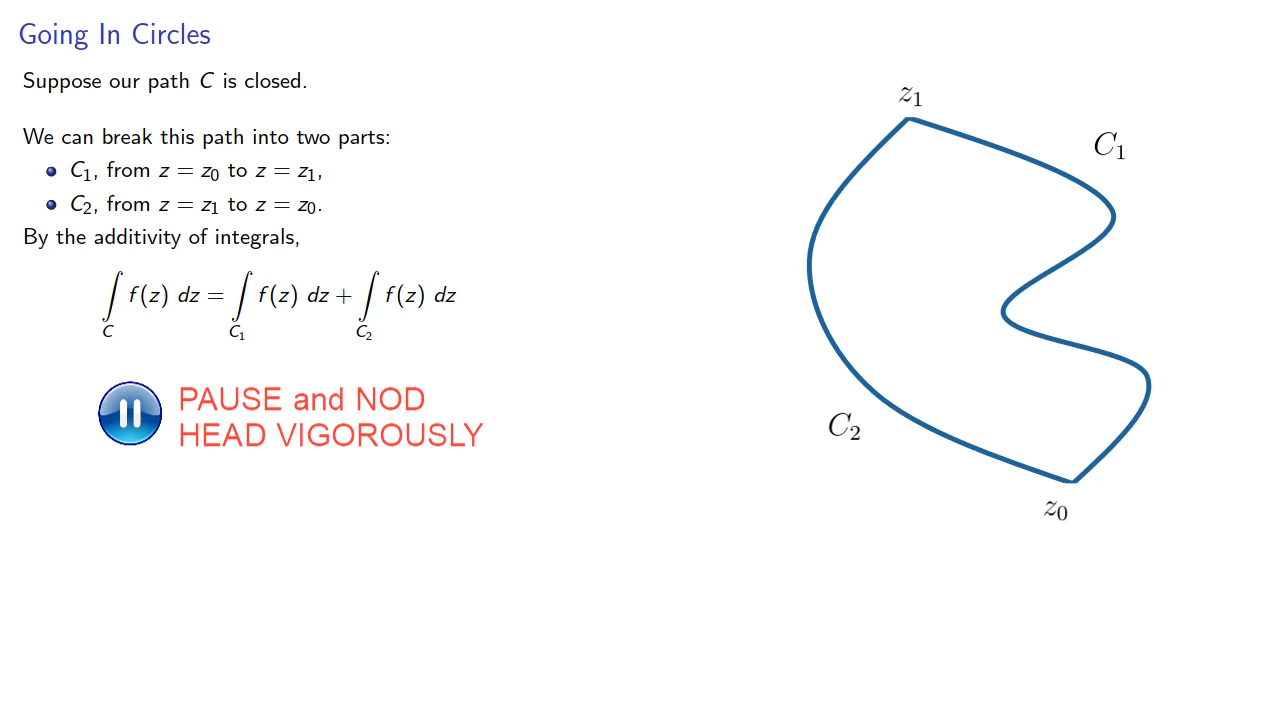 Going In Circles
Suppose our path C is closed.
We can break this path into two parts:
C₁, from z = z₀ to z = z₁,
C₂, from z = z₁ to z = z₀.
By the additivity of integrals,
∫_C f(z) dz = ∫_C₁ f(z) dz + ∫_C₂ f(z) dz
PAUSE and NOD
HEAD VIGOROUSLY
z₁
C₁
C₂
z₀